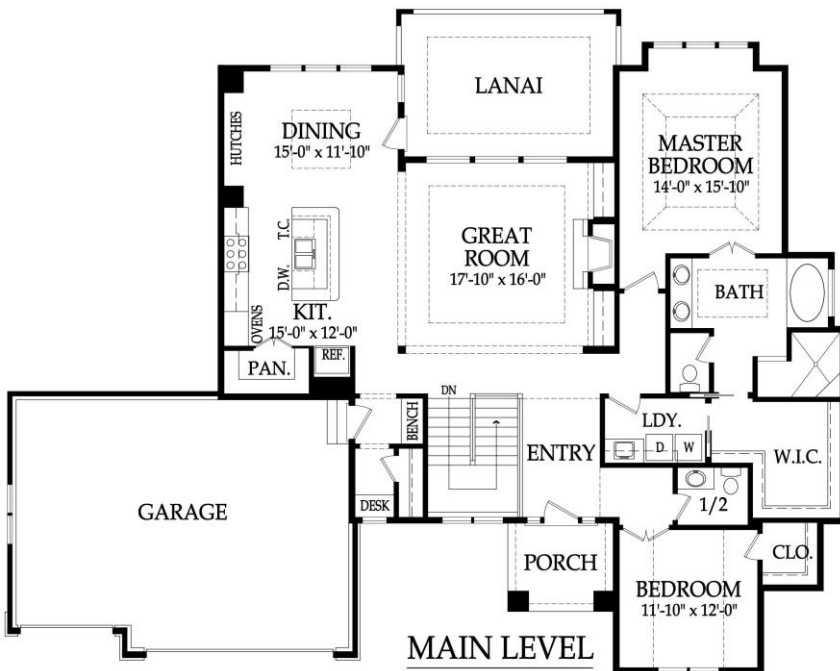 LANAI
HUTCHES
DINING
15'-0" x 11'-10"
MASTER
BEDROOM
14'-0" x 15'-10"
T.C.
D.W.
GREAT
ROOM
17'-10" x 16'-0"
OVENS
KIT.
15'-0" x 12'-0"
BATH
PAN.
REF.
DN
BENCH
LDY.
D
W
ENTRY
W.I.C.
GARAGE
DESK
1/2
PORCH
CLO.
BEDROOM
11'-10" x 12'-0"
MAIN LEVEL